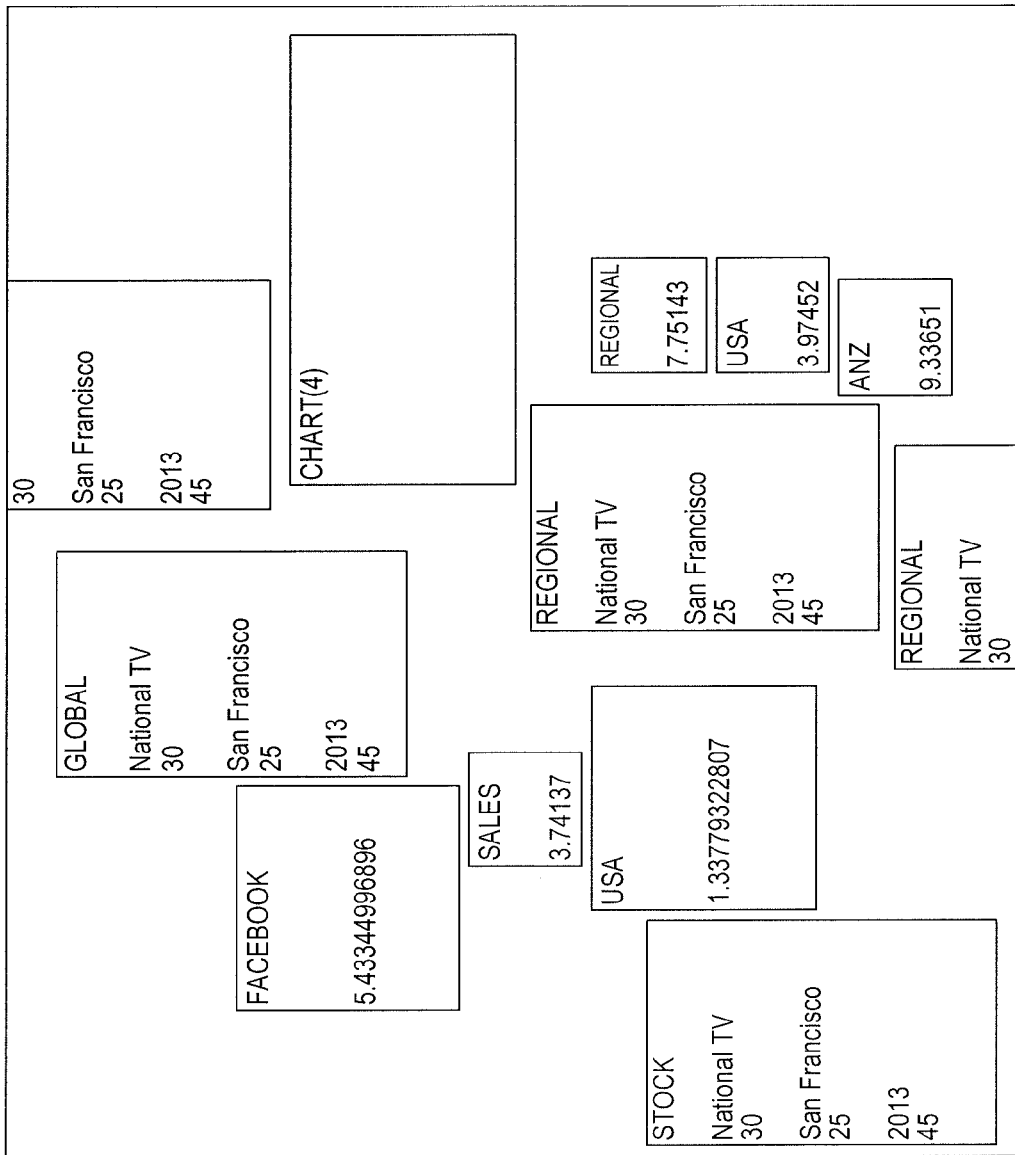 30
San Francisco
25
2013
45
CHART(4)
GLOBAL
National TV
30
San Francisco
25
2013
45
FACEBOOK
5.43344996896
SALES
3.74137
USA
1.33779322807
STOCK
National TV
30
San Francisco
25
2013
45
REGIONAL
National TV
30
San Francisco
25
2013
45
REGIONAL
7.75143
USA
3.97452
ANZ
9.33651
REGIONAL
National TV
30